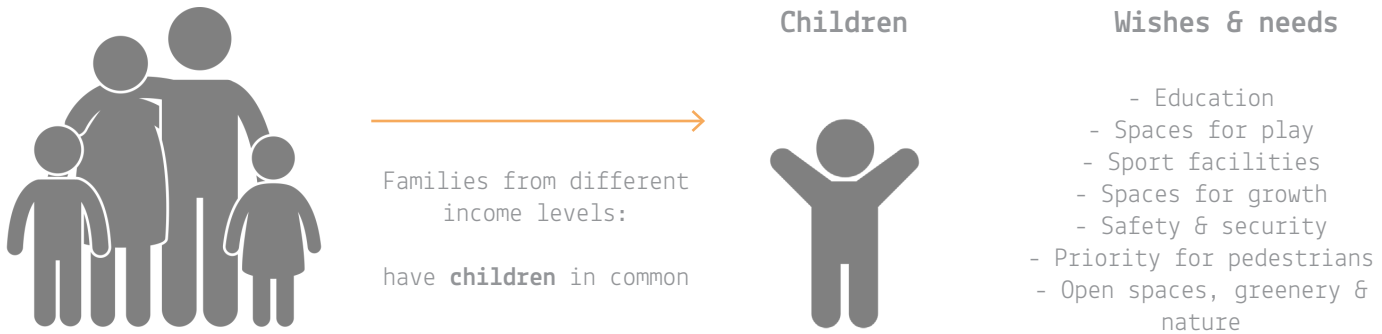 Families from different
income levels:
have children in common
Children
Wishes & needs
- Education
- Spaces for play
- Sport facilities
- Spaces for growth
- Safety & security
- Priority for pedestrians
- Open spaces, greenery &
nature